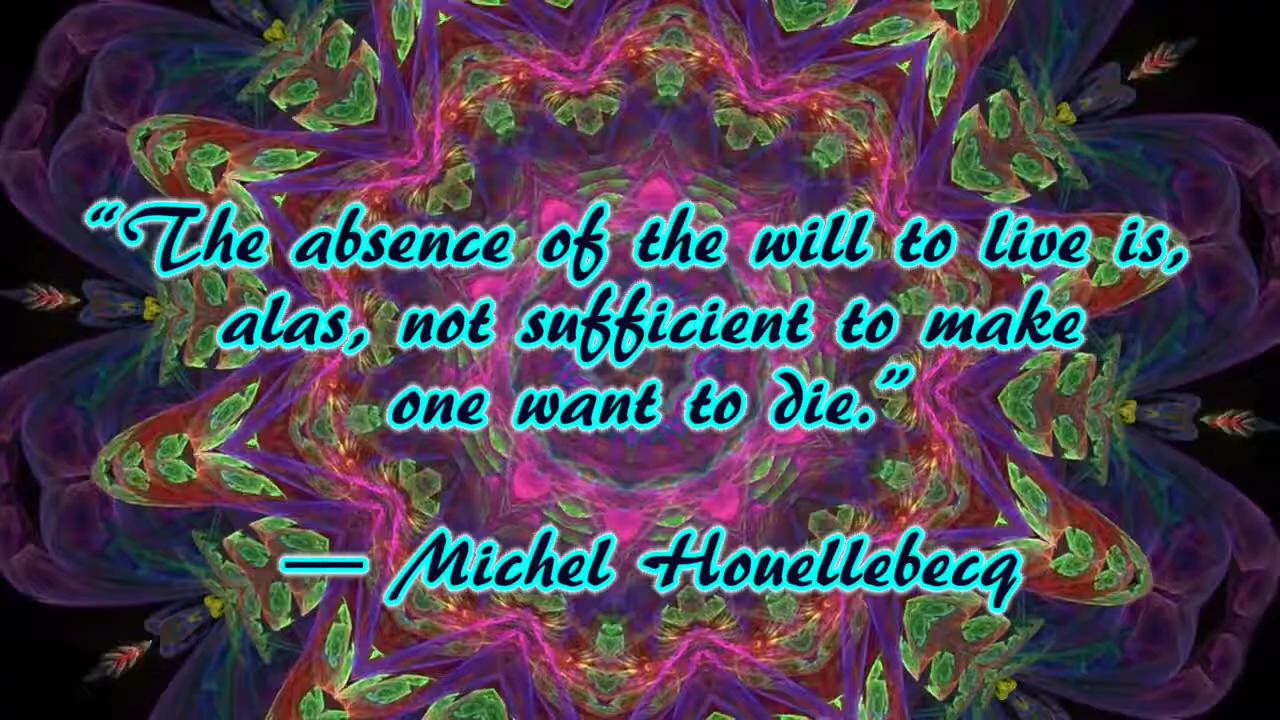 “The absence of the will to live is,
alas, not sufficient to make
one want to die.”
— Michel Houellebecq